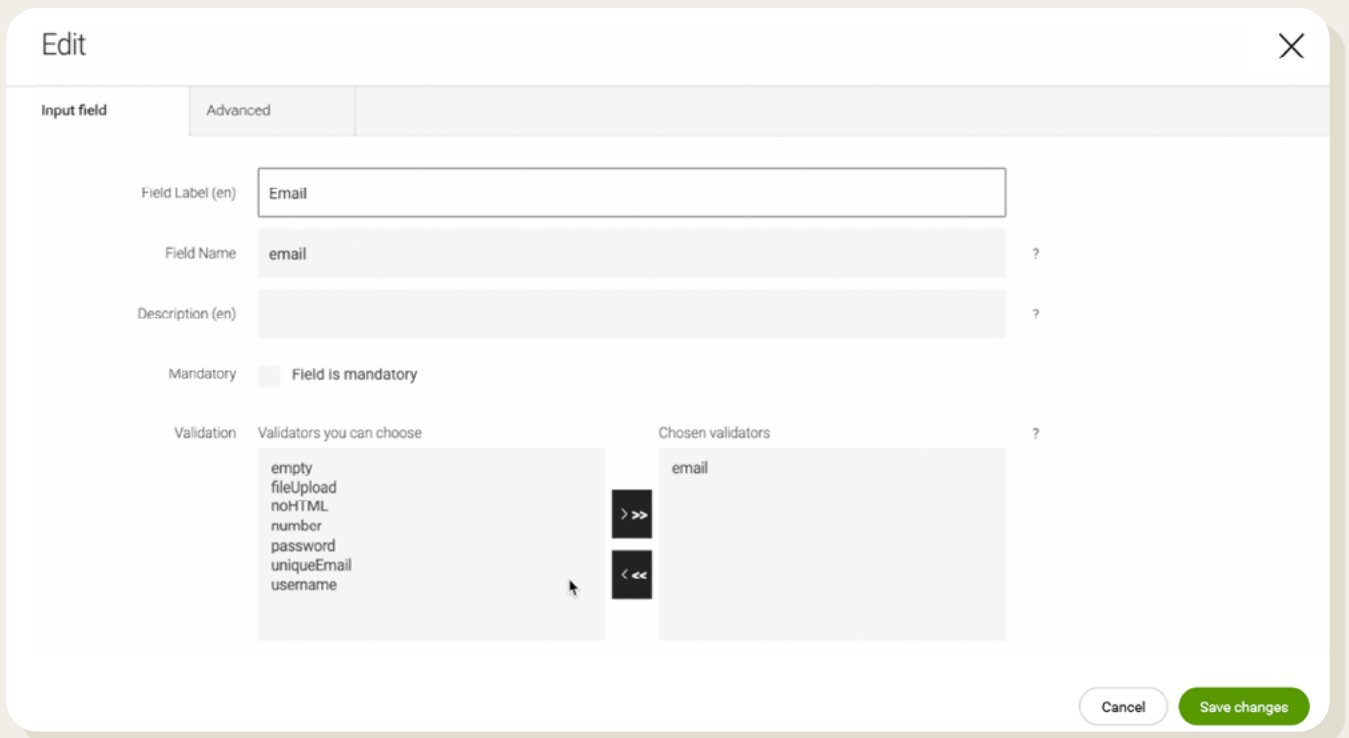 Edit
Input field
Advanced
Field Label (en)
Email
Field Name
email
?
Description (en)
?
Mandatory
Field is mandatory
Validation
Validators you can choose
Chosen validators
?
empty
fileUpload
noHTML
number
password
uniqueEmail
username
> >>
< <<
email
Cancel
Save changes